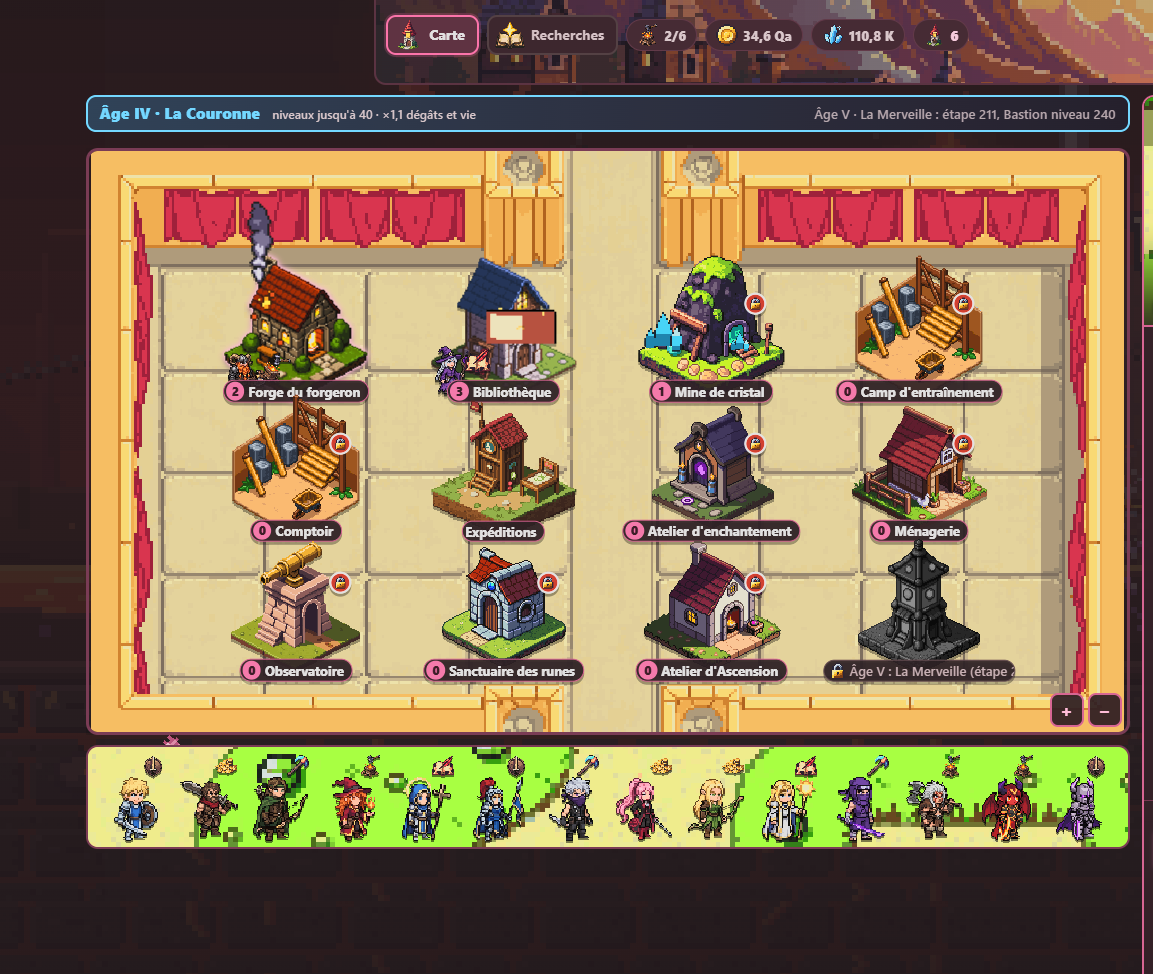 Carte
Recherches
2/6
34,6 Qa
110,8 K
6
Âge IV · La Couronne
niveaux jusqu'à 40 · ×1,1 dégâts et vie
Âge V · La Merveille : étape 211, Bastion niveau 240
2 Forge du forgeron
3 Bibliothèque
1 Mine de cristal
0 Camp d'entraînement
0 Comptoir
Expéditions
0 Atelier d'enchantement
0 Ménagerie
0 Observatoire
0 Sanctuaire des runes
0 Atelier d'Ascension
Âge V : La Merveille (étape
+
−